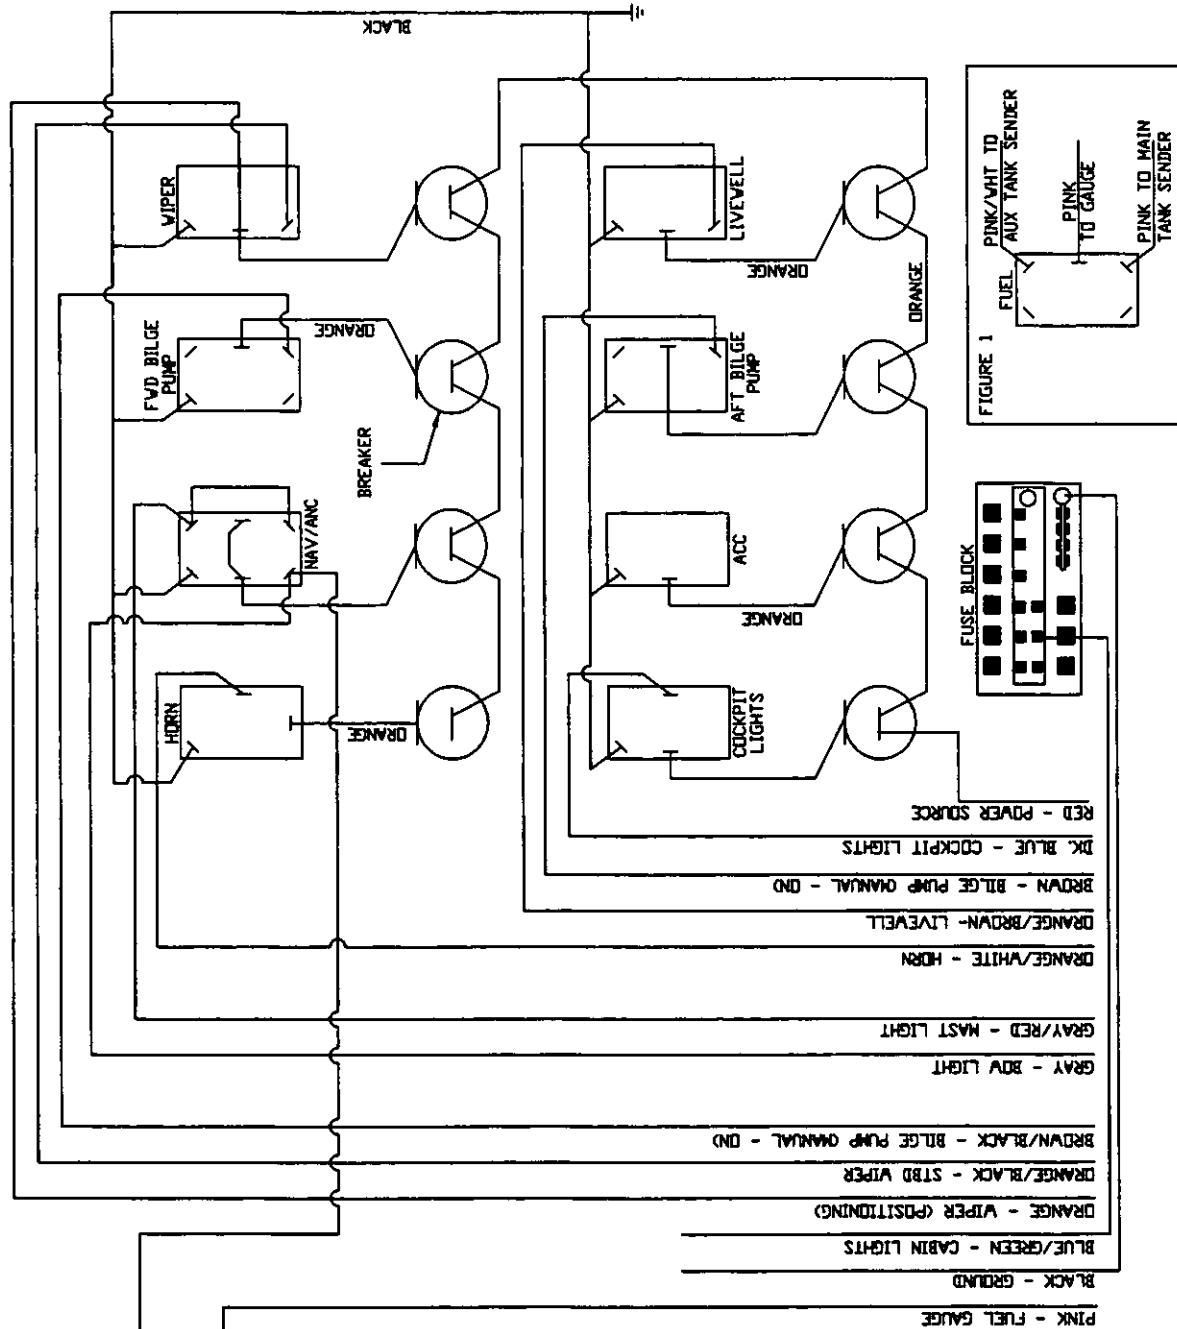 BLACK
WIPER
FWD BILGE
PUMP
ORANGE
BREAKER
NAV/ANC
HORN
ORANGE
LIVEWELL
ORANGE
AFT BILGE
PUMP
ORANGE
ACC
ORANGE
COCKPIT
LIGHTS
FIGURE 1
FUEL
PINK/WHT TO
AUX TANK SENDER
PINK
TO GAUGE
PINK TO MAIN
TANK SENDER
FUSE BLOCK
RED - POWER SOURCE
DK. BLUE - COCKPIT LIGHTS
BROWN - BILGE PUMP (MANUAL - ON)
ORANGE/BROWN- LIVEWELL
ORANGE/WHITE - HORN
GRAY/RED - MAST LIGHT
GRAY - BOW LIGHT
BROWN/BLACK - BILGE PUMP (MANUAL - ON)
ORANGE/BLACK - STBD WIPER
ORANGE - WIPER (POSITIONING)
BLUE/GREEN - CABIN LIGHTS
BLACK - GROUND
PINK - FUEL GAUGE